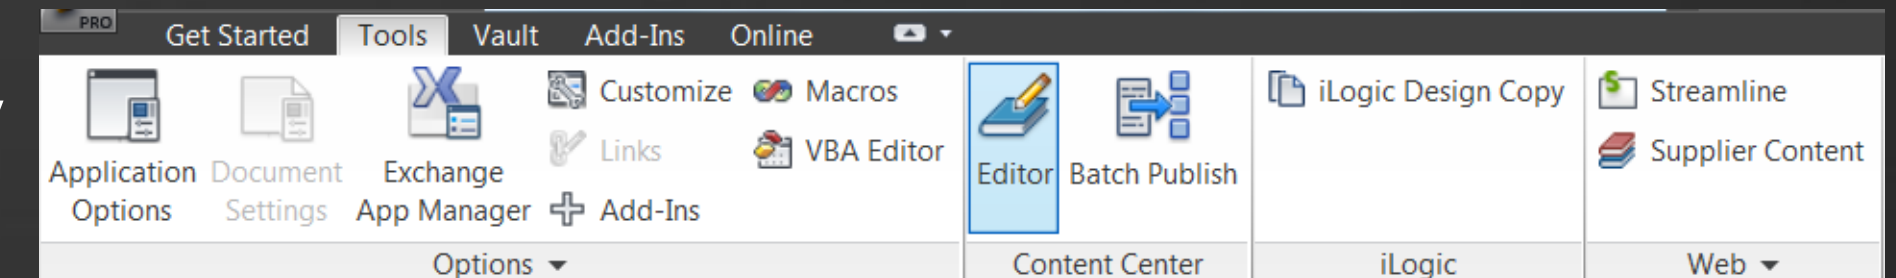 PRO
Get Started Tools Vault Add-Ins Online
Application Options
Document Settings
Exchange App Manager
Customize
Links
Add-Ins
Macros
VBA Editor
Options
Editor
Batch Publish
Content Center
iLogic Design Copy
iLogic
Streamline
Supplier Content
Web